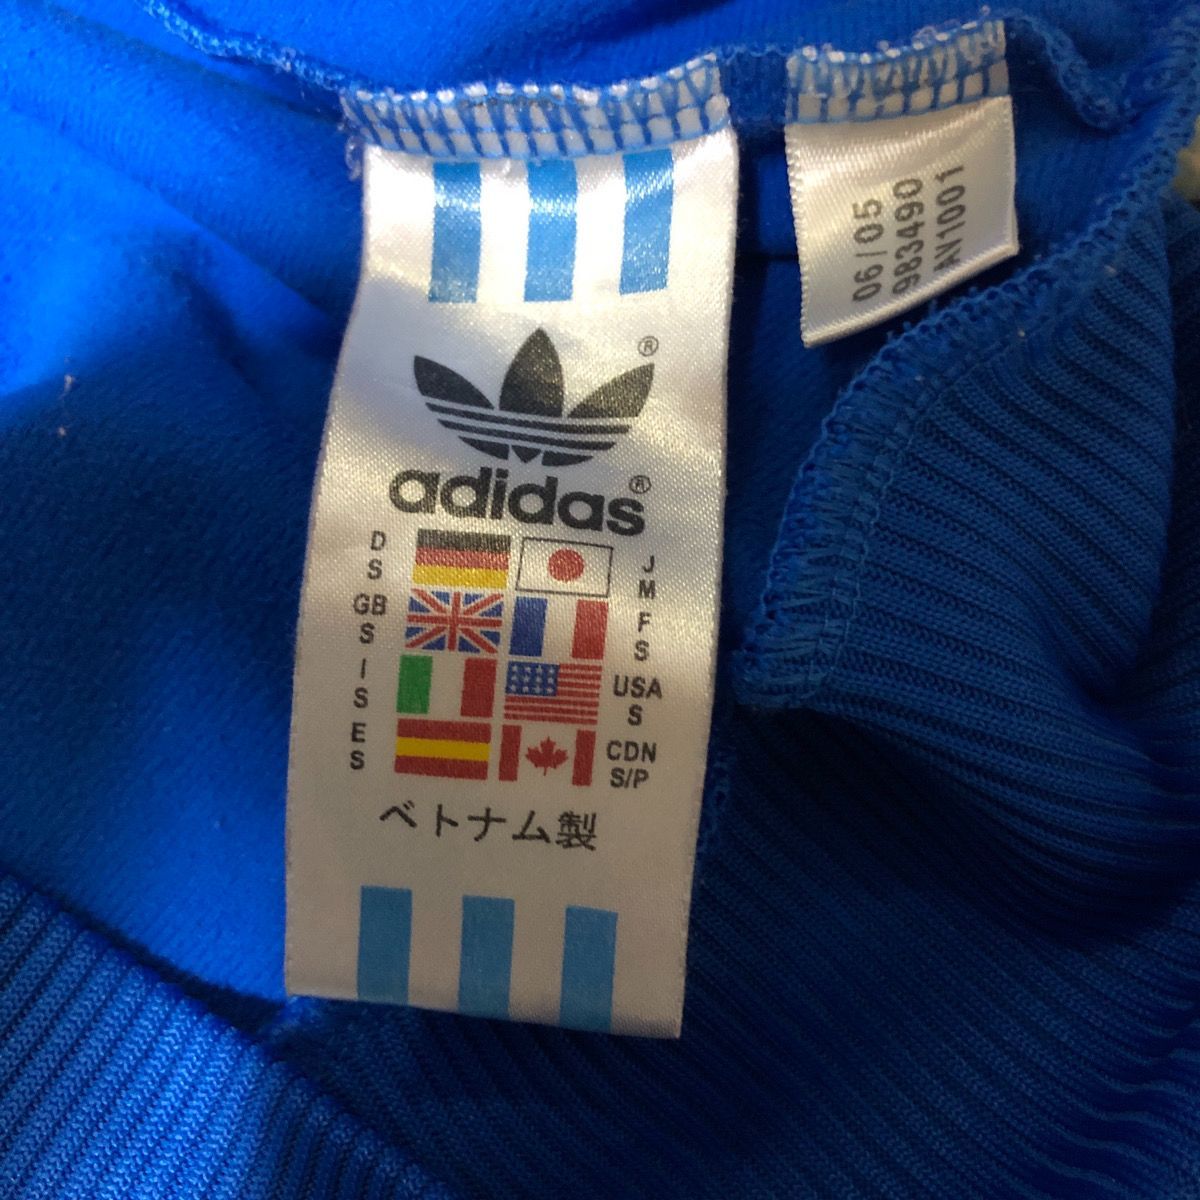 adidas®
D
S
J
M
GB
S
F
S
I
S
USA
S
E
S
CDN
S/P
ベトナム製
06/05
983490
AV1001